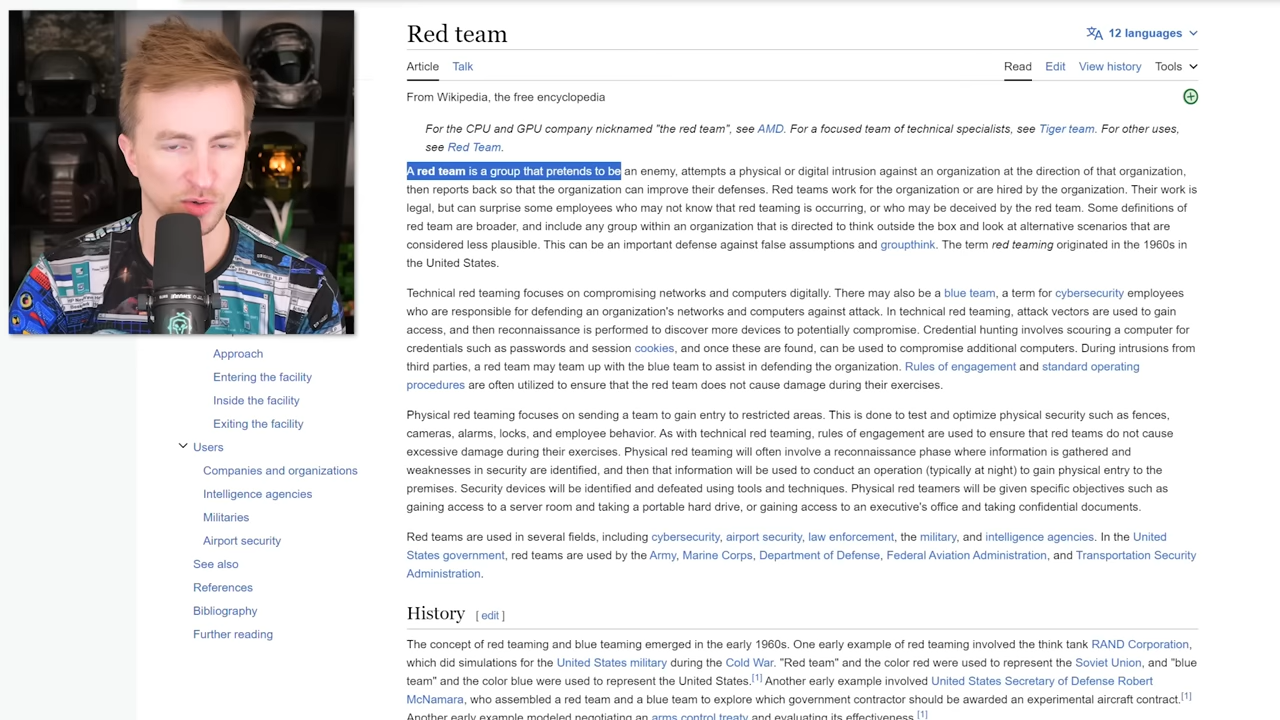 Red team
12 languages
Article Talk Read Edit View history Tools
From Wikipedia, the free encyclopedia
For the CPU and GPU company nicknamed "the red team", see AMD. For a focused team of technical specialists, see Tiger team. For other uses,
see Red Team.
A red team is a group that pretends to be an enemy, attempts a physical or digital intrusion against an organization at the direction of that organization,
then reports back so that the organization can improve their defenses. Red teams work for the organization or are hired by the organization. Their work is
legal, but can surprise some employees who may not know that red teaming is occurring, or who may be deceived by the red team. Some definitions of
red team are broader, and include any group within an organization that is directed to think outside the box and look at alternative scenarios that are
considered less plausible. This can be an important defense against false assumptions and groupthink. The term red teaming originated in the 1960s in
the United States.
Technical red teaming focuses on compromising networks and computers digitally. There may also be a blue team, a term for cybersecurity employees
who are responsible for defending an organization's networks and computers against attack. In technical red teaming, attack vectors are used to gain
access, and then reconnaissance is performed to discover more devices to potentially compromise. Credential hunting involves scouring a computer for
credentials such as passwords and session cookies, and once these are found, can be used to compromise additional computers. During intrusions from
third parties, a red team may team up with the blue team to assist in defending the organization. Rules of engagement and standard operating
procedures are often utilized to ensure that the red team does not cause damage during their exercises.
Physical red teaming focuses on sending a team to gain entry to restricted areas. This is done to test and optimize physical security such as fences,
cameras, alarms, locks, and employee behavior. As with technical red teaming, rules of engagement are used to ensure that red teams do not cause
excessive damage during their exercises. Physical red teaming will often involve a reconnaissance phase where information is gathered and
weaknesses in security are identified, and then that information will be used to conduct an operation (typically at night) to gain physical entry to the
premises. Security devices will be identified and defeated using tools and techniques. Physical red teamers will be given specific objectives such as
gaining access to a server room and taking a portable hard drive, or gaining access to an executive's office and taking confidential documents.
Red teams are used in several fields, including cybersecurity, airport security, law enforcement, the military, and intelligence agencies. In the United
States government, red teams are used by the Army, Marine Corps, Department of Defense, Federal Aviation Administration, and Transportation Security
Administration.
History [ edit ]
The concept of red teaming and blue teaming emerged in the early 1960s. One early example of red teaming involved the think tank RAND Corporation,
which did simulations for the United States military during the Cold War. "Red team" and the color red were used to represent the Soviet Union, and "blue
team" and the color blue were used to represent the United States.[1] Another early example involved United States Secretary of Defense Robert
McNamara, who assembled a red team and a blue team to explore which government contractor should be awarded an experimental aircraft contract.[1]
Another early example modeled negotiating an arms control treaty and evaluating its effectiveness.[1]
Approach
Entering the facility
Inside the facility
Exiting the facility
Users
Companies and organizations
Intelligence agencies
Militaries
Airport security
See also
References
Bibliography
Further reading